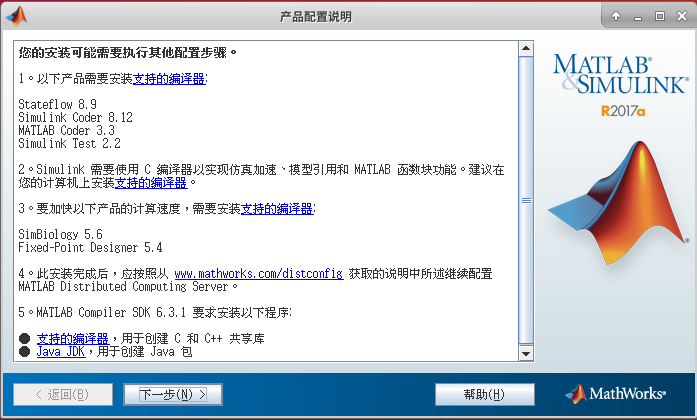 产品配置说明
您的安装可能需要执行其他配置步骤。
1。以下产品需要安装支持的编译器:
Stateflow 8.9
Simulink Coder 8.12
MATLAB Coder 3.3
Simulink Test 2.2
2。Simulink 需要使用 C 编译器以实现仿真加速、模型引用和 MATLAB 函数块功能。建议在
您的计算机上安装支持的编译器。
3。要加快以下产品的计算速度，需要安装支持的编译器:
SimBiology 5.6
Fixed-Point Designer 5.4
4。此安装完成后，应按照从 www.mathworks.com/distconfig 获取的说明中所述继续配置
MATLAB Distributed Computing Server。
5。MATLAB Compiler SDK 6.3.1 要求安装以下程序:
● 支持的编译器，用于创建 C 和 C++ 共享库
● Java JDK，用于创建 Java 包
MATLAB®
&SIMULINK®
R2017a
®
< 返回(B)
下一步(N) >
帮助(H)
MathWorks®